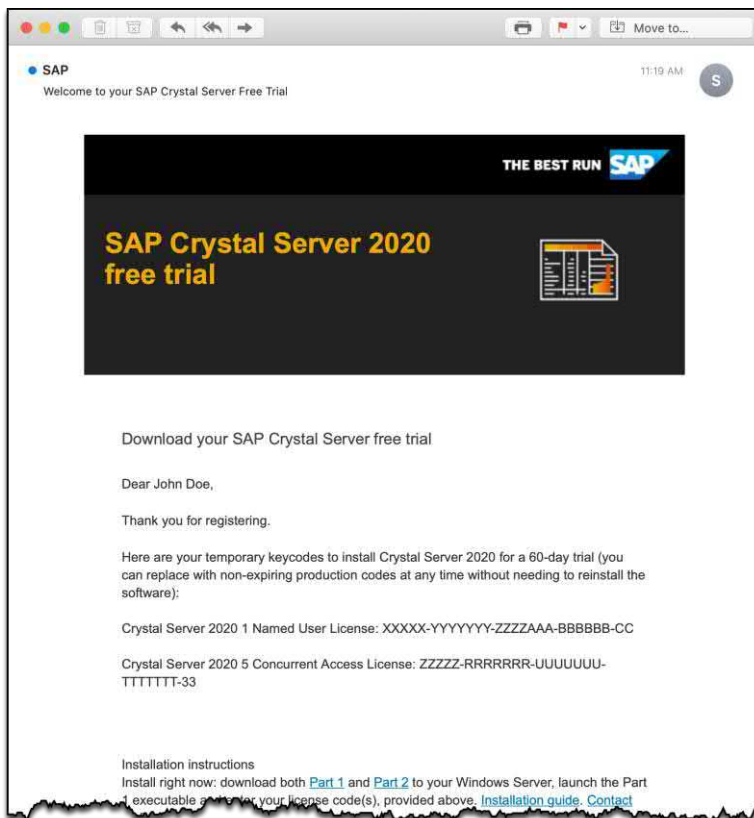 Move to...
SAP
11:19 AM
S
Welcome to your SAP Crystal Server Free Trial
THE BEST RUN SAP
SAP Crystal Server 2020
free trial
Download your SAP Crystal Server free trial
Dear John Doe,
Thank you for registering.
Here are your temporary keycodes to install Crystal Server 2020 for a 60-day trial (you
can replace with non-expiring production codes at any time without needing to reinstall the
software):
Crystal Server 2020 1 Named User License: XXXXX-YYYYYYY-ZZZZAAA-BBBBBB-CC
Crystal Server 2020 5 Concurrent Access License: ZZZZZ-RRRRRRR-UUUUUUU-
TTTTTTT-33
Installation instructions
Install right now: download both Part 1 and Part 2 to your Windows Server, launch the Part
executable your license code(s), provided above. Installation guide. Contact